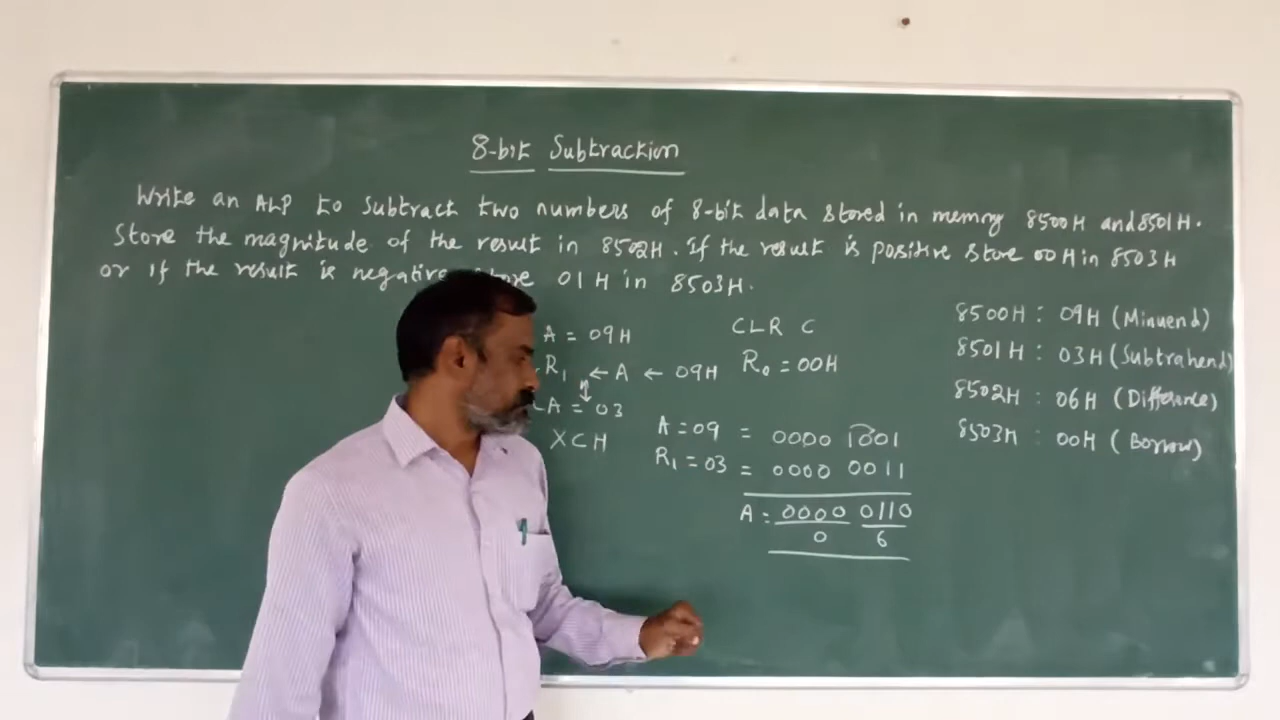 8-bit Subtraction
Write an ALP to subtract two numbers of 8-bit data stored in memory 8500H and 8501H.
Store the magnitude of the result in 8502H. If the result is positive store 00H in 8503H
or if the result is negative store 01H in 8503H.
A = 09H
R1 ← A ← 09H
A = 03
XCH
CLR C
R0 = 00H
A = 09 = 0000 1001
R1 = 03 = 0000 0011
A = 0000 0110
0 6
8500H : 09H (Minuend)
8501H : 03H (Subtrahend)
8502H : 06H (Difference)
8503H : 00H (Borrow)